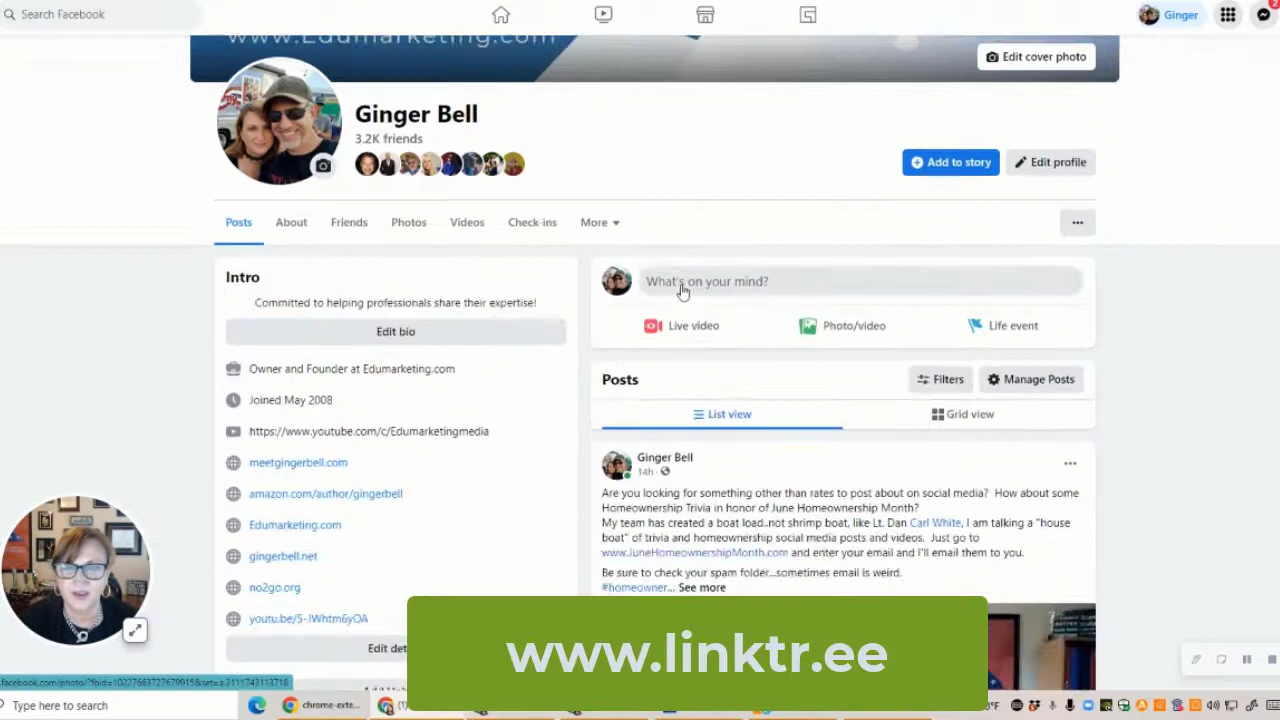 Search Facebook
Ginger
2
www.Edumarketing.com
Edit cover photo
Ginger Bell
3.2K friends
Add to story
Edit profile
Posts
About
Friends
Photos
Videos
Check-ins
More
Intro
Committed to helping professionals share their expertise!
Edit bio
Owner and Founder at Edumarketing.com
Joined May 2008
https://www.youtube.com/c/Edumarketingmedia
meetgingerbell.com
amazon.com/author/gingerbell
Edumarketing.com
gingerbell.net
no2go.org
youtu.be/5-JWhtm6yOA
Edit det
What's on your mind?
Live video
Photo/video
Life event
Posts
Filters
Manage Posts
List view
Grid view
Ginger Bell
14h
Are you looking for something other than rates to post about on social media? How about some
Homeownership Trivia in honor of June Homeownership Month?
My team has created a boat load..not shrimp boat, like Lt. Dan Carl White, I am talking a "house
boat" of trivia and homeownership social media posts and videos. Just go to
www.JuneHomeownershipMonth.com and enter your email and I'll email them to you.
Be sure to check your spam folder...sometimes email is weird.
#homeowner... See more
www.linktr.ee
Type here to search
chrome-exte...